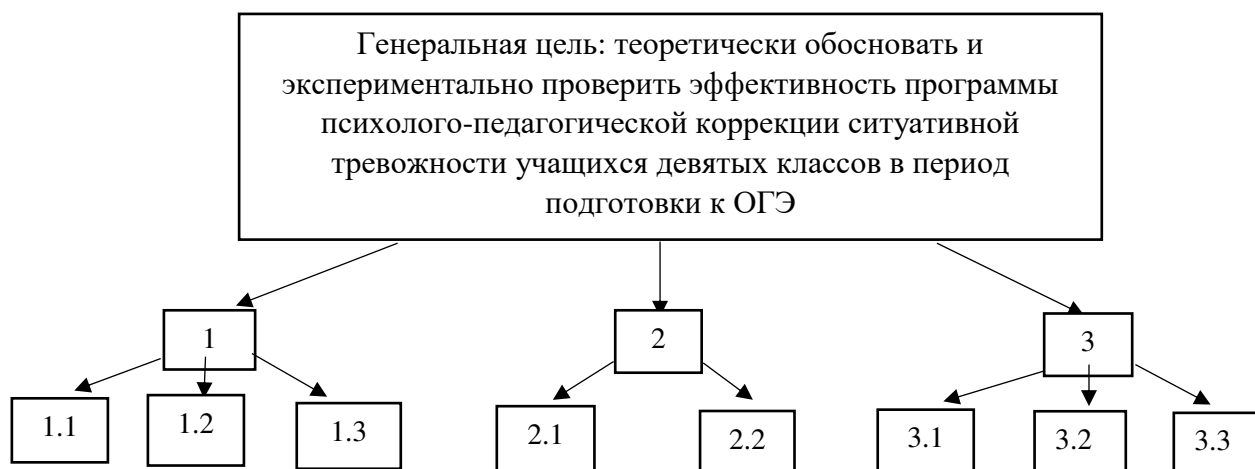 Генеральная цель: теоретически обосновать и
экспериментально проверить эффективность программы
психолого-педагогической коррекции ситуативной
тревожности учащихся девятых классов в период
подготовки к ОГЭ
1
2
3
1.1
1.2
1.3
2.1
2.2
3.1
3.2
3.3